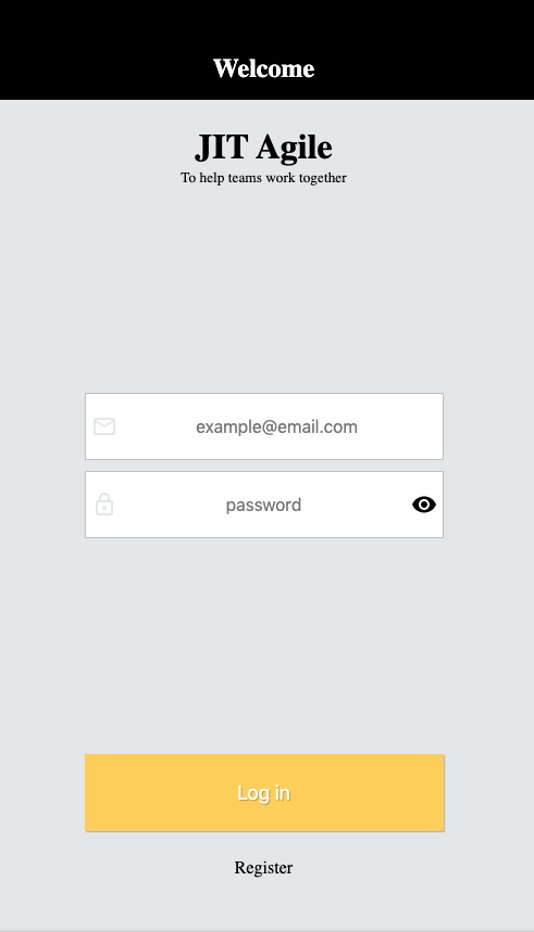 Welcome
JIT Agile
To help teams work together
example@email.com
password
Log in
Register